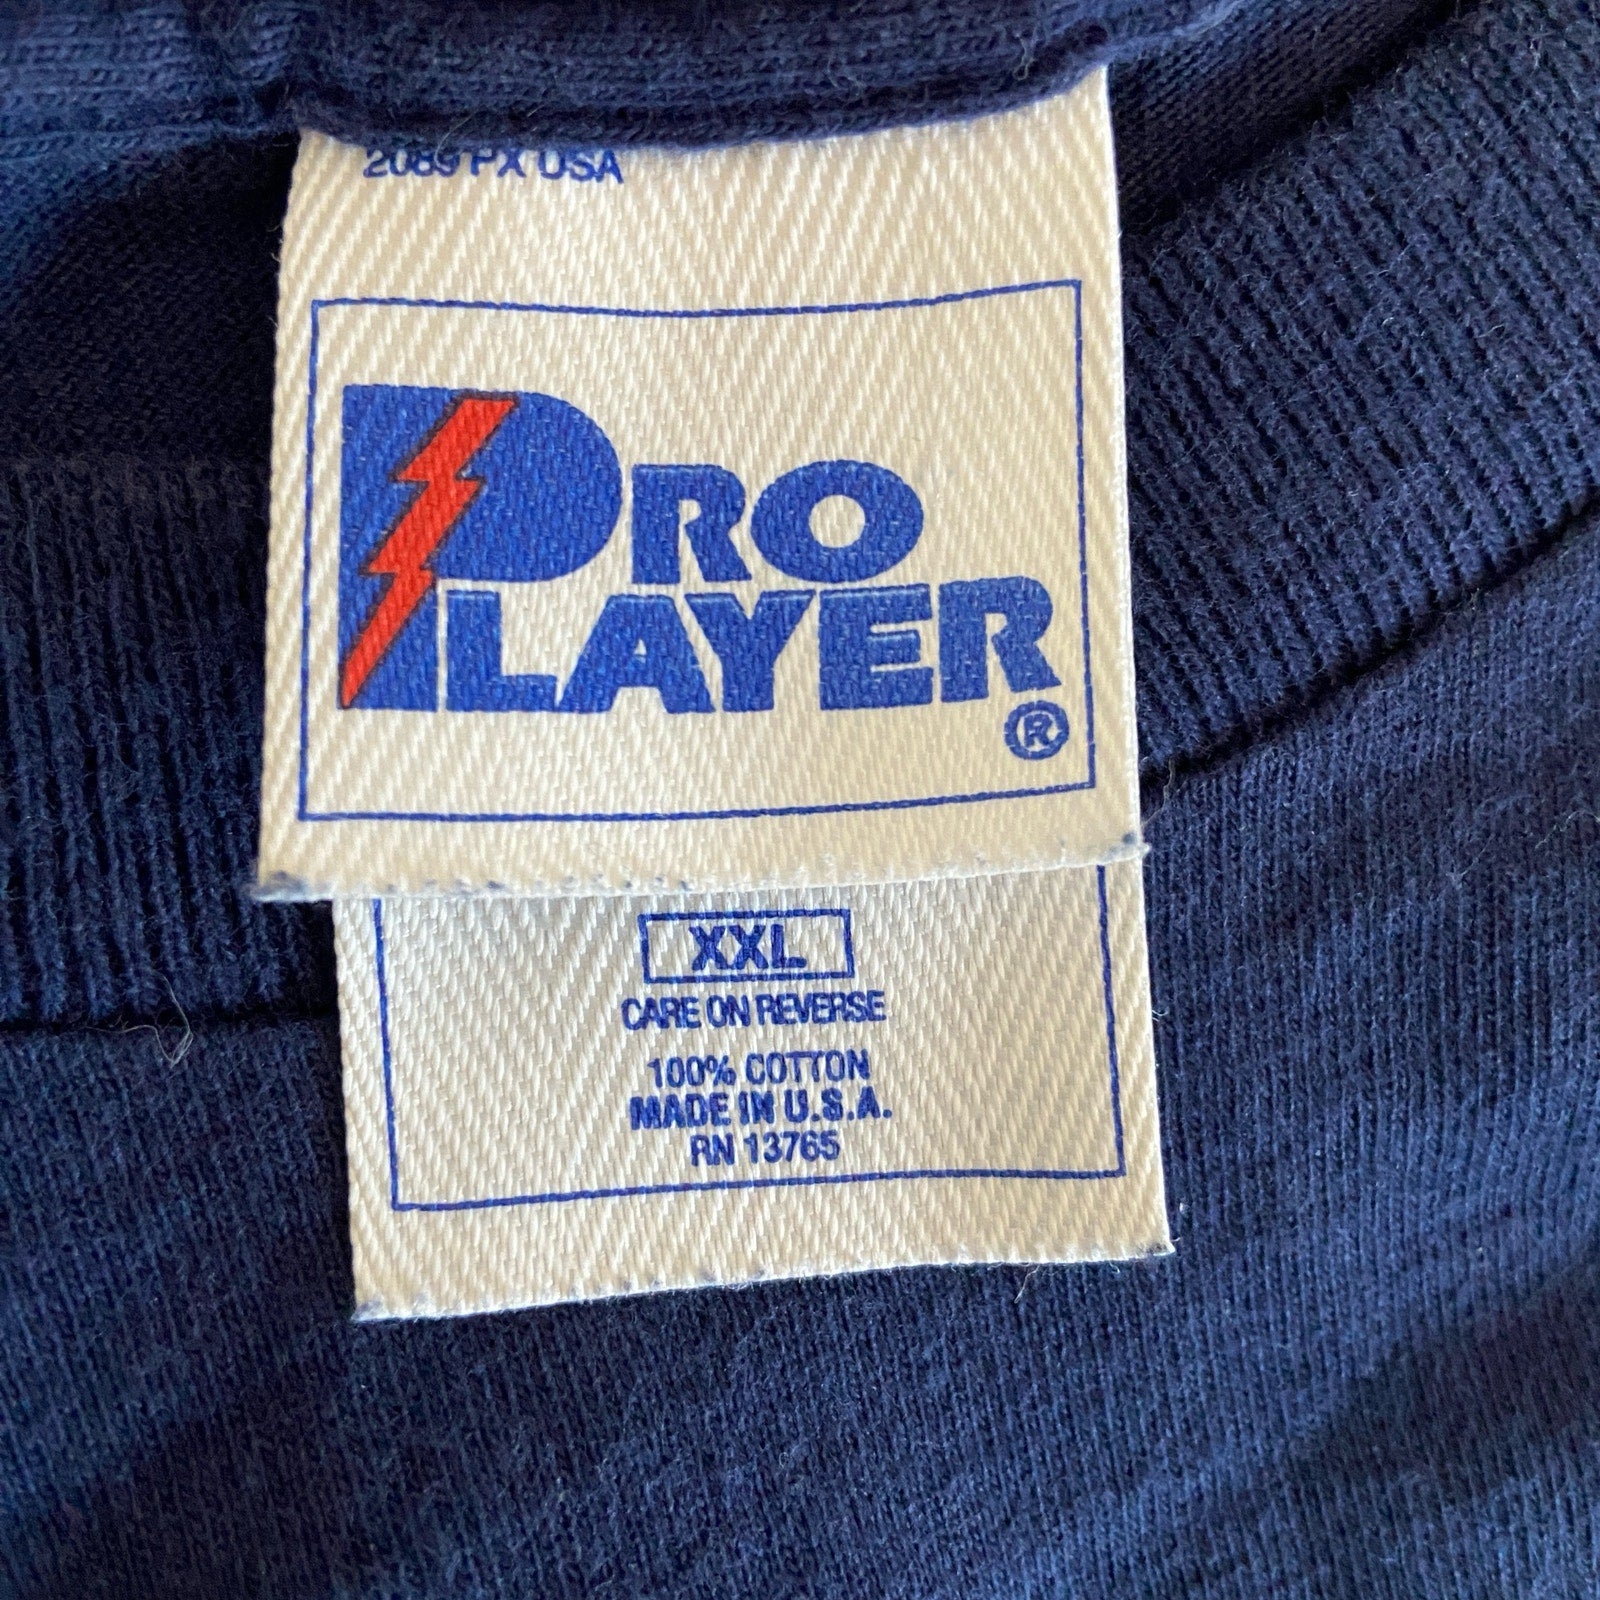 2089 PX USA
PRO
PLAYER
®
XXL
CARE ON REVERSE
100% COTTON
MADE IN U.S.A.
RN 13765